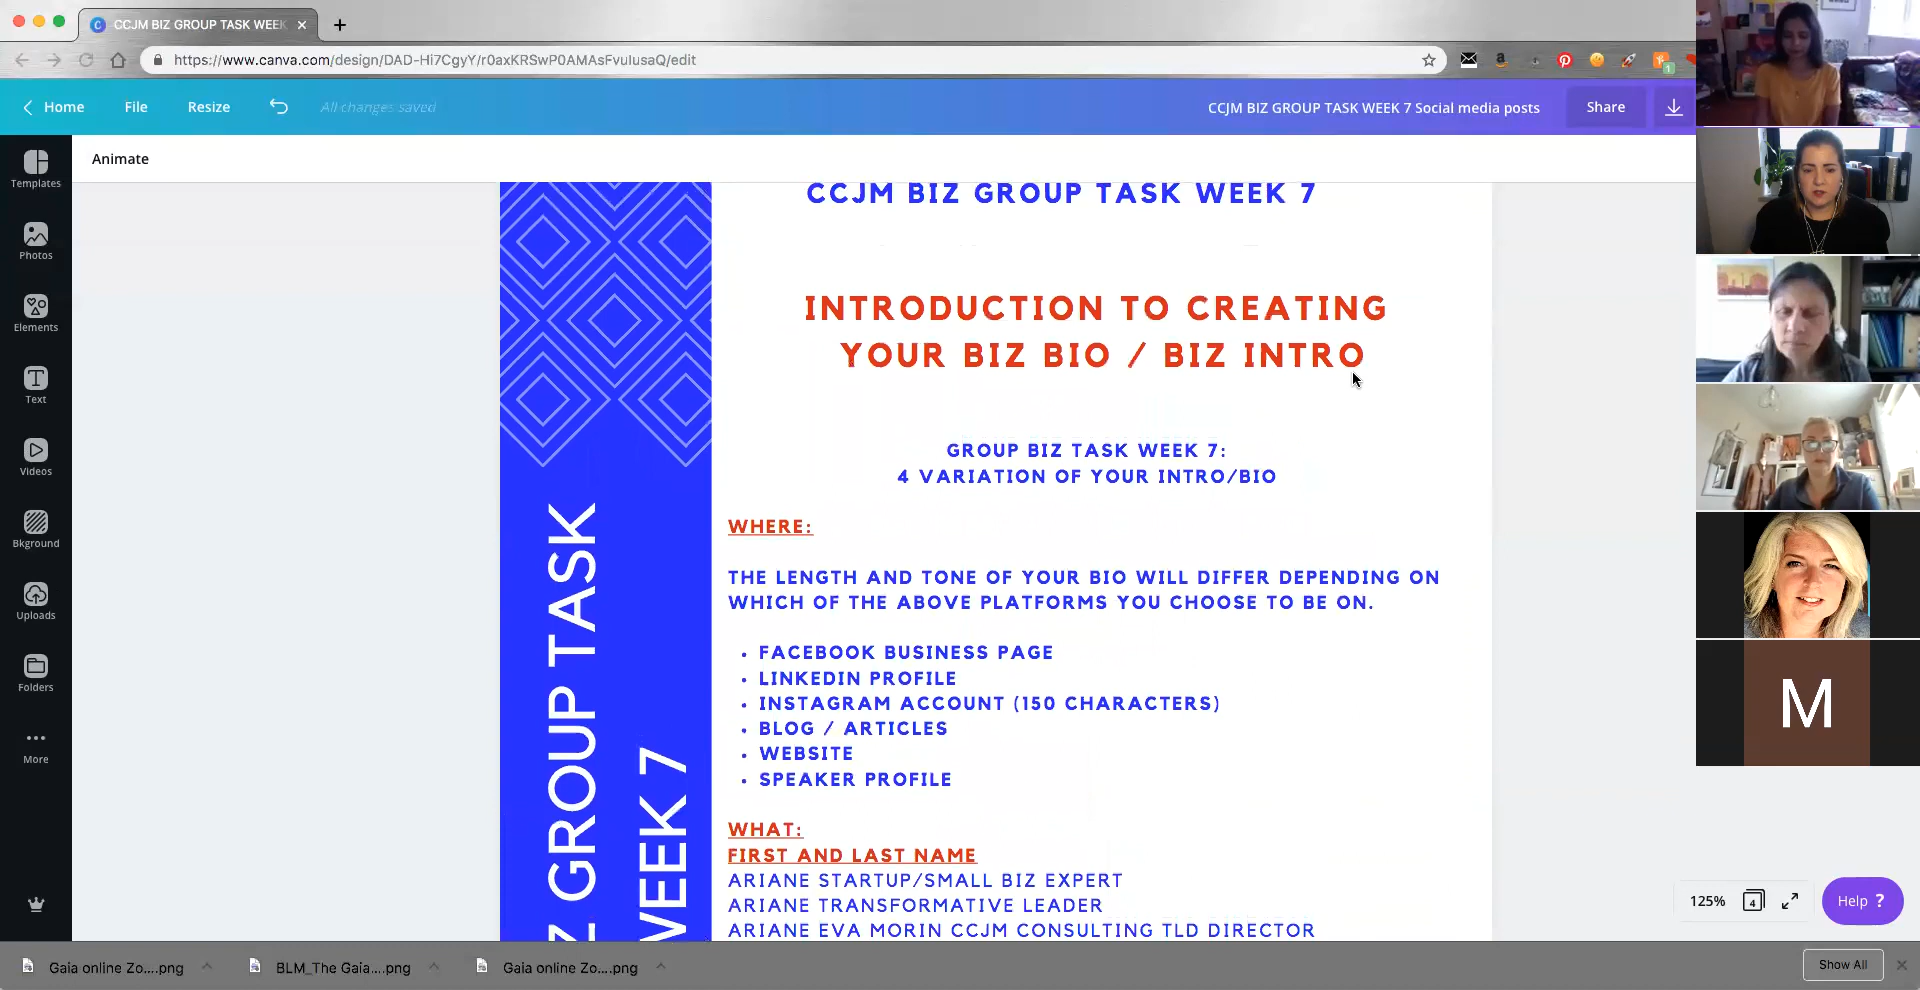 CCJM BIZ GROUP TASK WEEK
https://www.canva.com/design/DAD-Hi7CgyY/r0axKRSwP0AMAsFvulusaQ/edit
1
Home
File
Resize
All changes saved
CCJM BIZ GROUP TASK WEEK 7 Social media posts
Share
Animate
Templates
Photos
Elements
Text
Videos
Bkground
Uploads
Folders
More
CCJM BIZ GROUP TASK WEEK 7
INTRODUCTION TO CREATING
YOUR BIZ BIO / BIZ INTRO
GROUP BIZ TASK WEEK 7:
4 VARIATION OF YOUR INTRO/BIO
WHERE:
THE LENGTH AND TONE OF YOUR BIO WILL DIFFER DEPENDING ON
WHICH OF THE ABOVE PLATFORMS YOU CHOOSE TO BE ON.
• FACEBOOK BUSINESS PAGE
• LINKEDIN PROFILE
• INSTAGRAM ACCOUNT (150 CHARACTERS)
• BLOG / ARTICLES
• WEBSITE
• SPEAKER PROFILE
WHAT:
FIRST AND LAST NAME
ARIANE STARTUP/SMALL BIZ EXPERT
ARIANE TRANSFORMATIVE LEADER
ARIANE EVA MORIN CCJM CONSULTING TLD DIRECTOR
Z GROUP TASK
WEEK 7
M
125%
4
Help ?
Gaia online Zo....png
BLM_The Gaia....png
Gaia online Zo....png
Show All